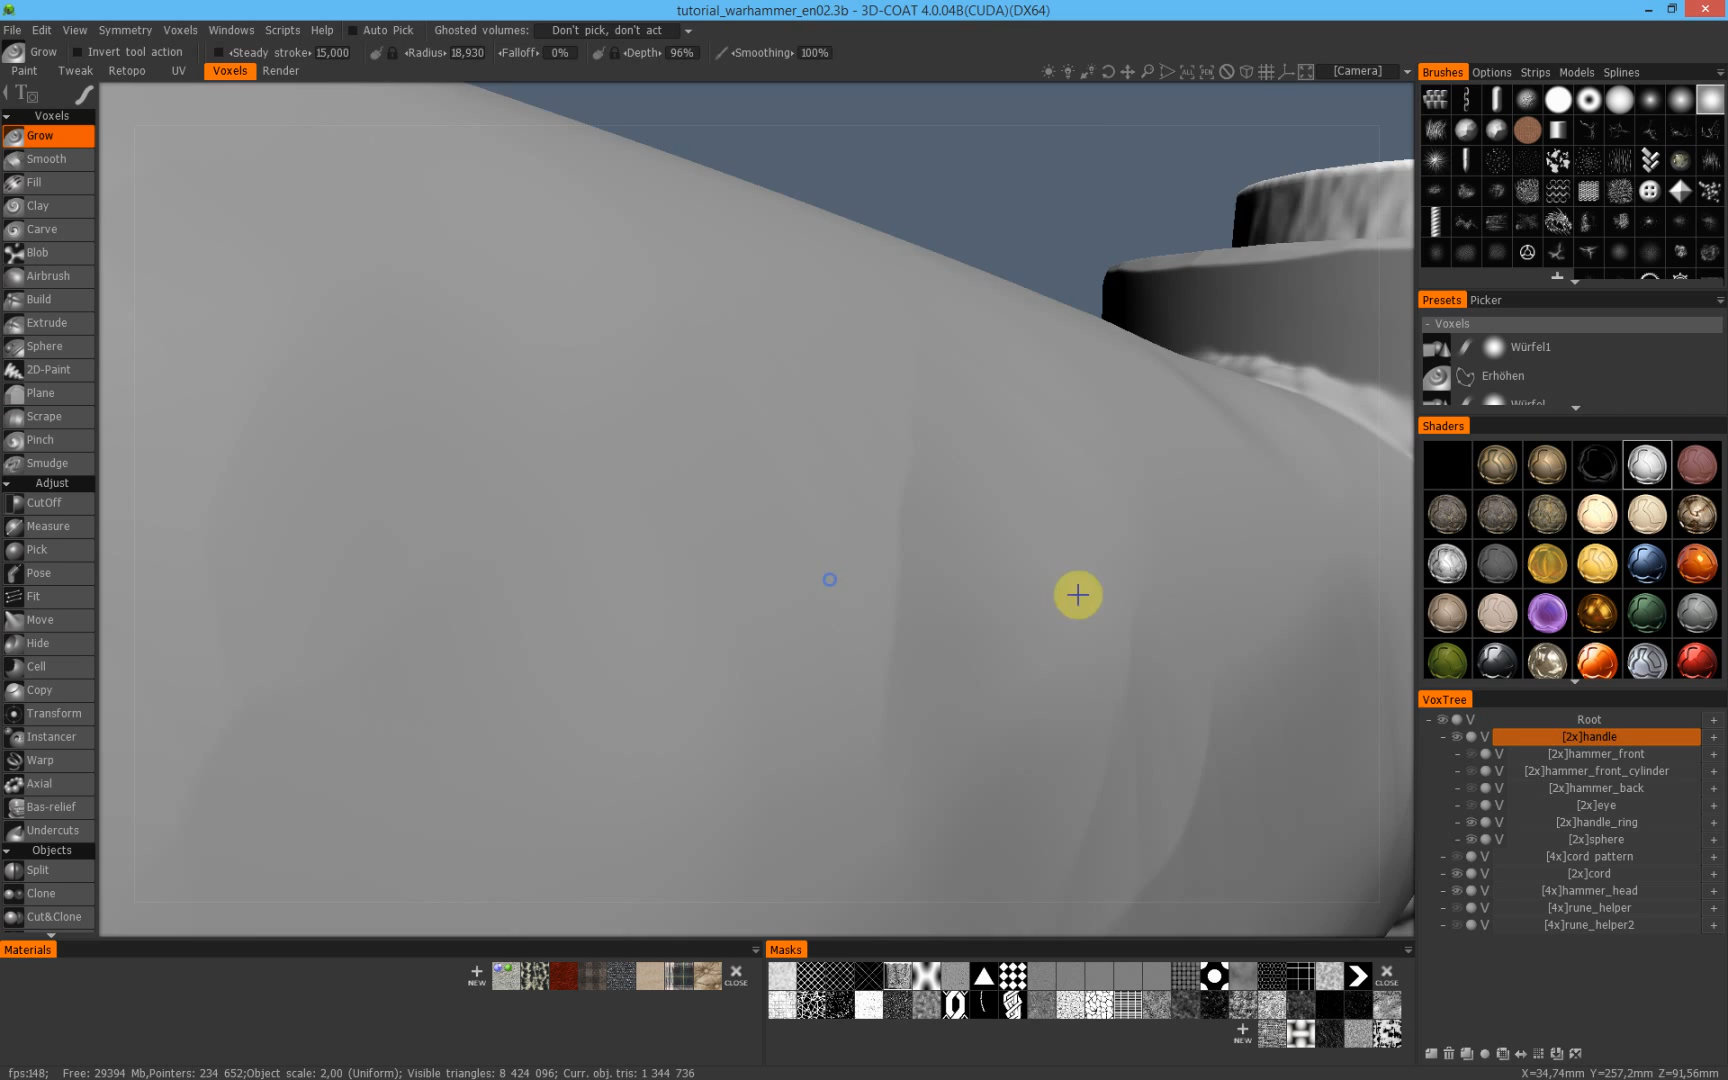 tutorial_warhammer_en02.3b - 3D-COAT 4.0.04B(CUDA)(DX64)
File Edit View Symmetry Voxels Windows Scripts Help Auto Pick Ghosted volumes: Don't pick, don't act
Grow Invert tool action Steady stroke 15,000 Radius 18,930 Falloff 0% Depth 96% Smoothing 100%
Paint Tweak Retopo UV Voxels Render [Camera]
Voxels
Grow
Smooth
Fill
Clay
Carve
Blob
Airbrush
Build
Extrude
Sphere
2D-Paint
Plane
Scrape
Pinch
Smudge
Adjust
CutOff
Measure
Pick
Pose
Fit
Move
Hide
Cell
Copy
Transform
Instancer
Warp
Axial
Bas-relief
Undercuts
Objects
Split
Clone
Cut&Clone
Brushes Options Strips Models Splines
Presets Picker
- Voxels
Würfel1
Erhöhen
Würfel
Shaders
VoxTree
Root
[2x]handle
[2x]hammer_front
[2x]hammer_front_cylinder
[2x]hammer_back
[2x]eye
[2x]handle_ring
[2x]sphere
[4x]cord pattern
[2x]cord
[4x]hammer_head
[4x]rune_helper
[4x]rune_helper2
Materials
NEW
CLOSE
Masks
CLOSE
NEW
fps:148; Free: 29394 Mb,Pointers: 234 652;Object scale: 2,00 (Uniform); Visible triangles: 8 424 096; Curr. obj. tris: 1 344 736
X=34,74mm Y=257,2mm Z=91,56mm